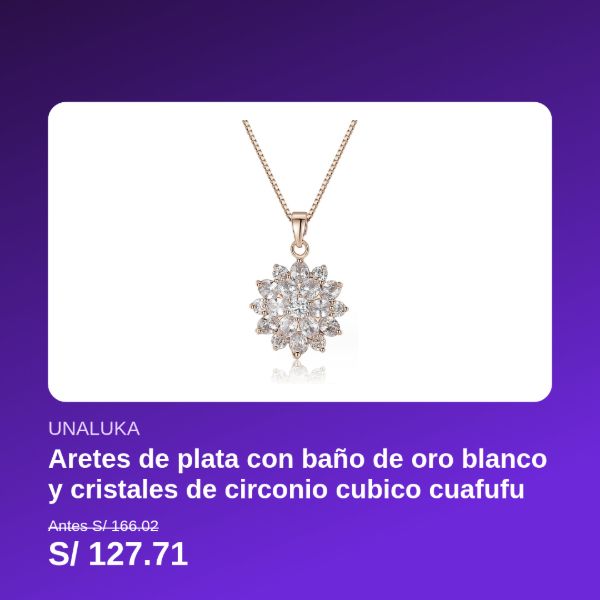 UNALUKA
Aretes de plata con baño de oro blanco
y cristales de circonio cubico cuafufu
Antes S/ 166.02
S/ 127.71